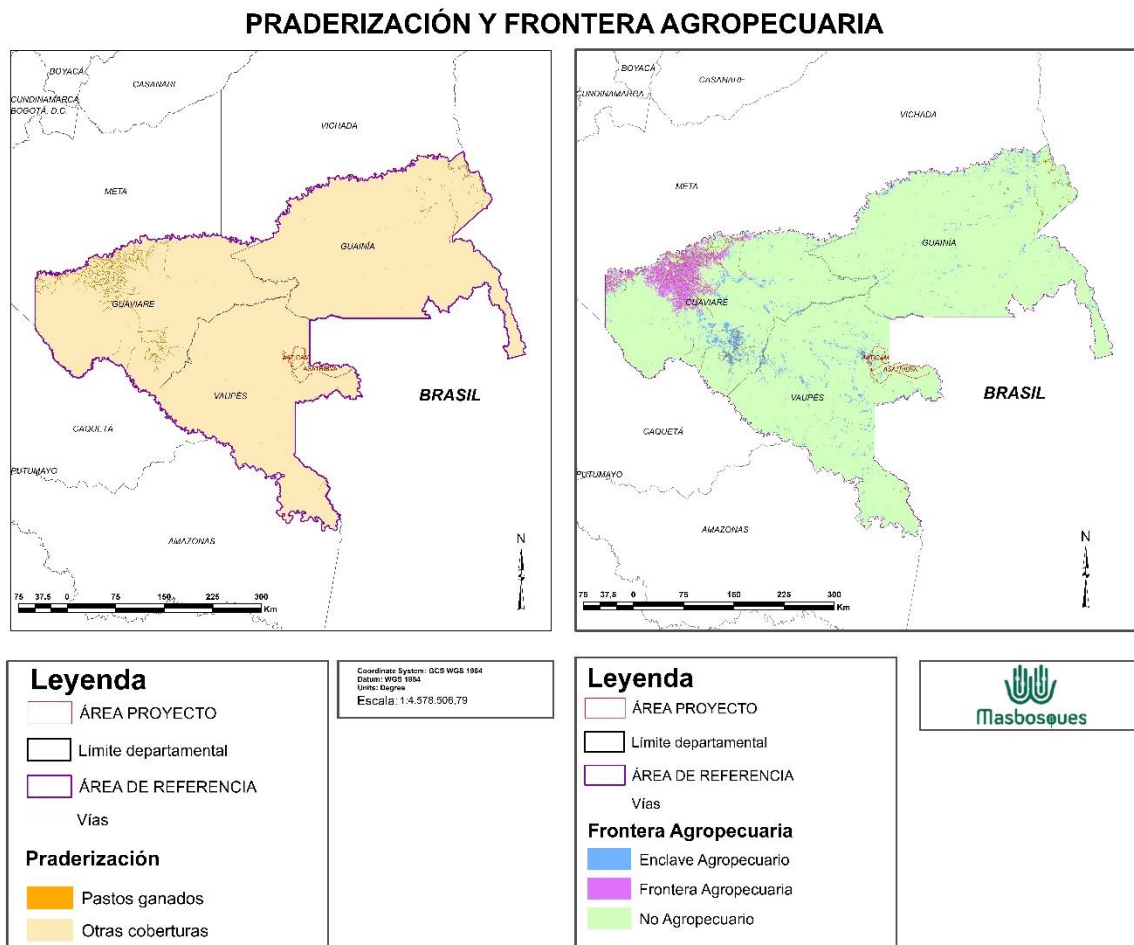 PRADERIZACIÓN Y FRONTERA AGROPECUARIA
BOYACÁ
CASANARE
CUNDINAMARCA
BOGOTÁ, D.C.
VICHADA
META
GUAINÍA
GUAVIARE
VAUPÉS
BRASIL
CAQUETÁ
PUTUMAYO
AMAZONAS
N
75 37,5 0 75 150 225 300
Km
BOYACÁ
CASANARE
CUNDINAMARCA
BOGOTÁ, D.C.
VICHADA
META
GUAINÍA
GUAVIARE
VAUPÉS
BRASIL
CAQUETÁ
PUTUMAYO
AMAZONAS
N
75 37,5 0 75 150 225 300
Km
Leyenda
ÁREA PROYECTO
Límite departamental
ÁREA DE REFERENCIA
Vías
Praderización
Pastos ganados
Otras coberturas
Coordinate System: GCS WGS 1984
Datum: WGS 1984
Units: Degree
Escala: 1:4.578.506,79
Leyenda
ÁREA PROYECTO
Límite departamental
ÁREA DE REFERENCIA
Vías
Frontera Agropecuaria
Enclave Agropecuario
Frontera Agropecuaria
No Agropecuario
Masbosques